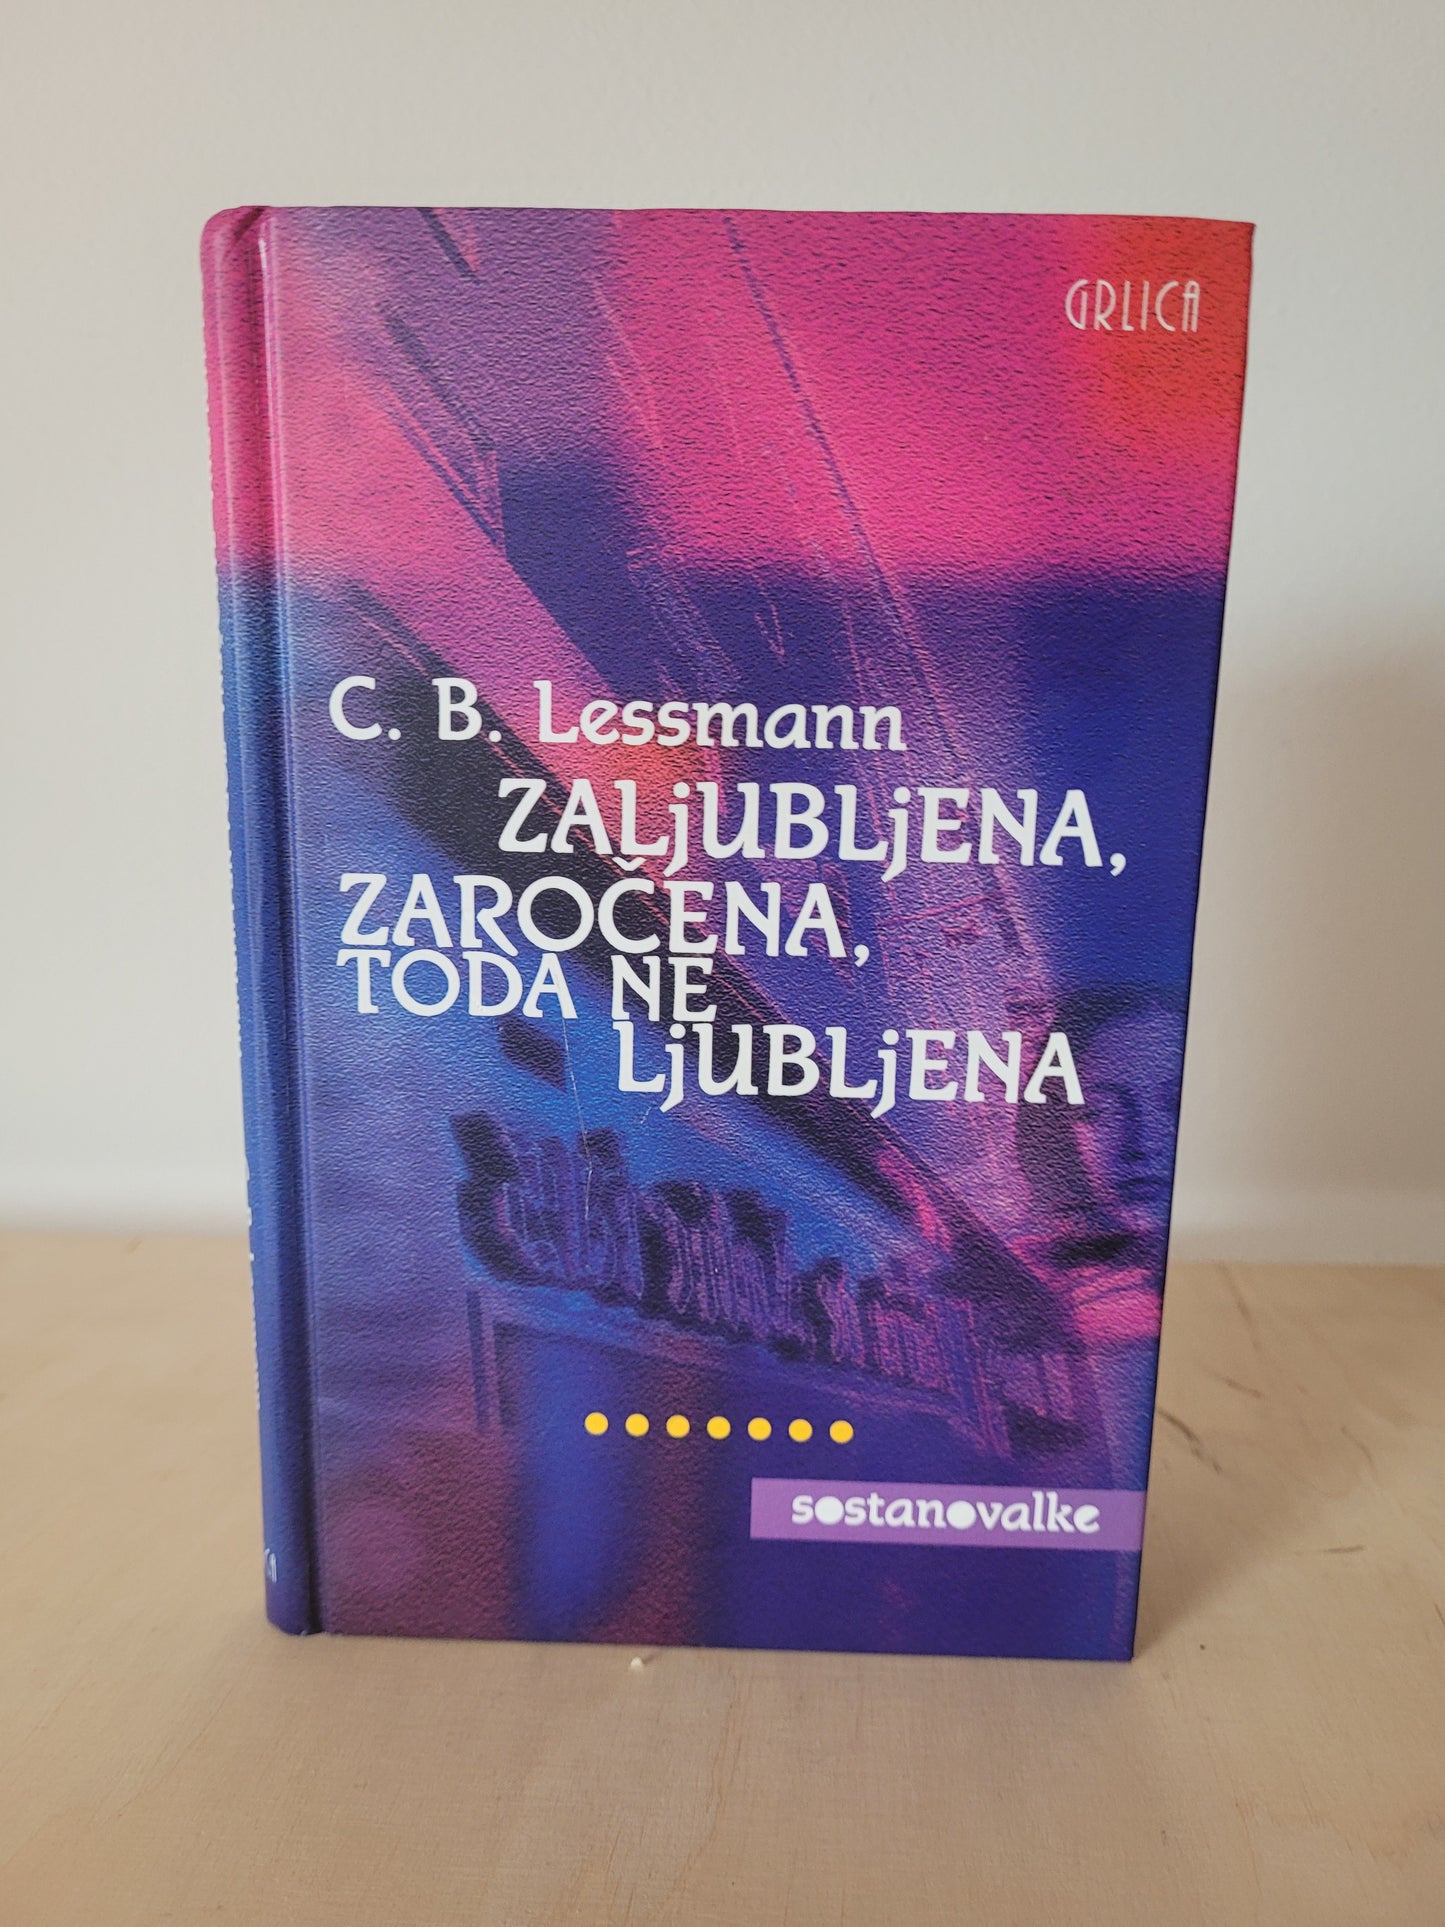 GRLICA
C. B. Lessmann
ZALjUBLjENA,
ZAROČENA,
TODA NE
LjUBLjENA
sostanovalke